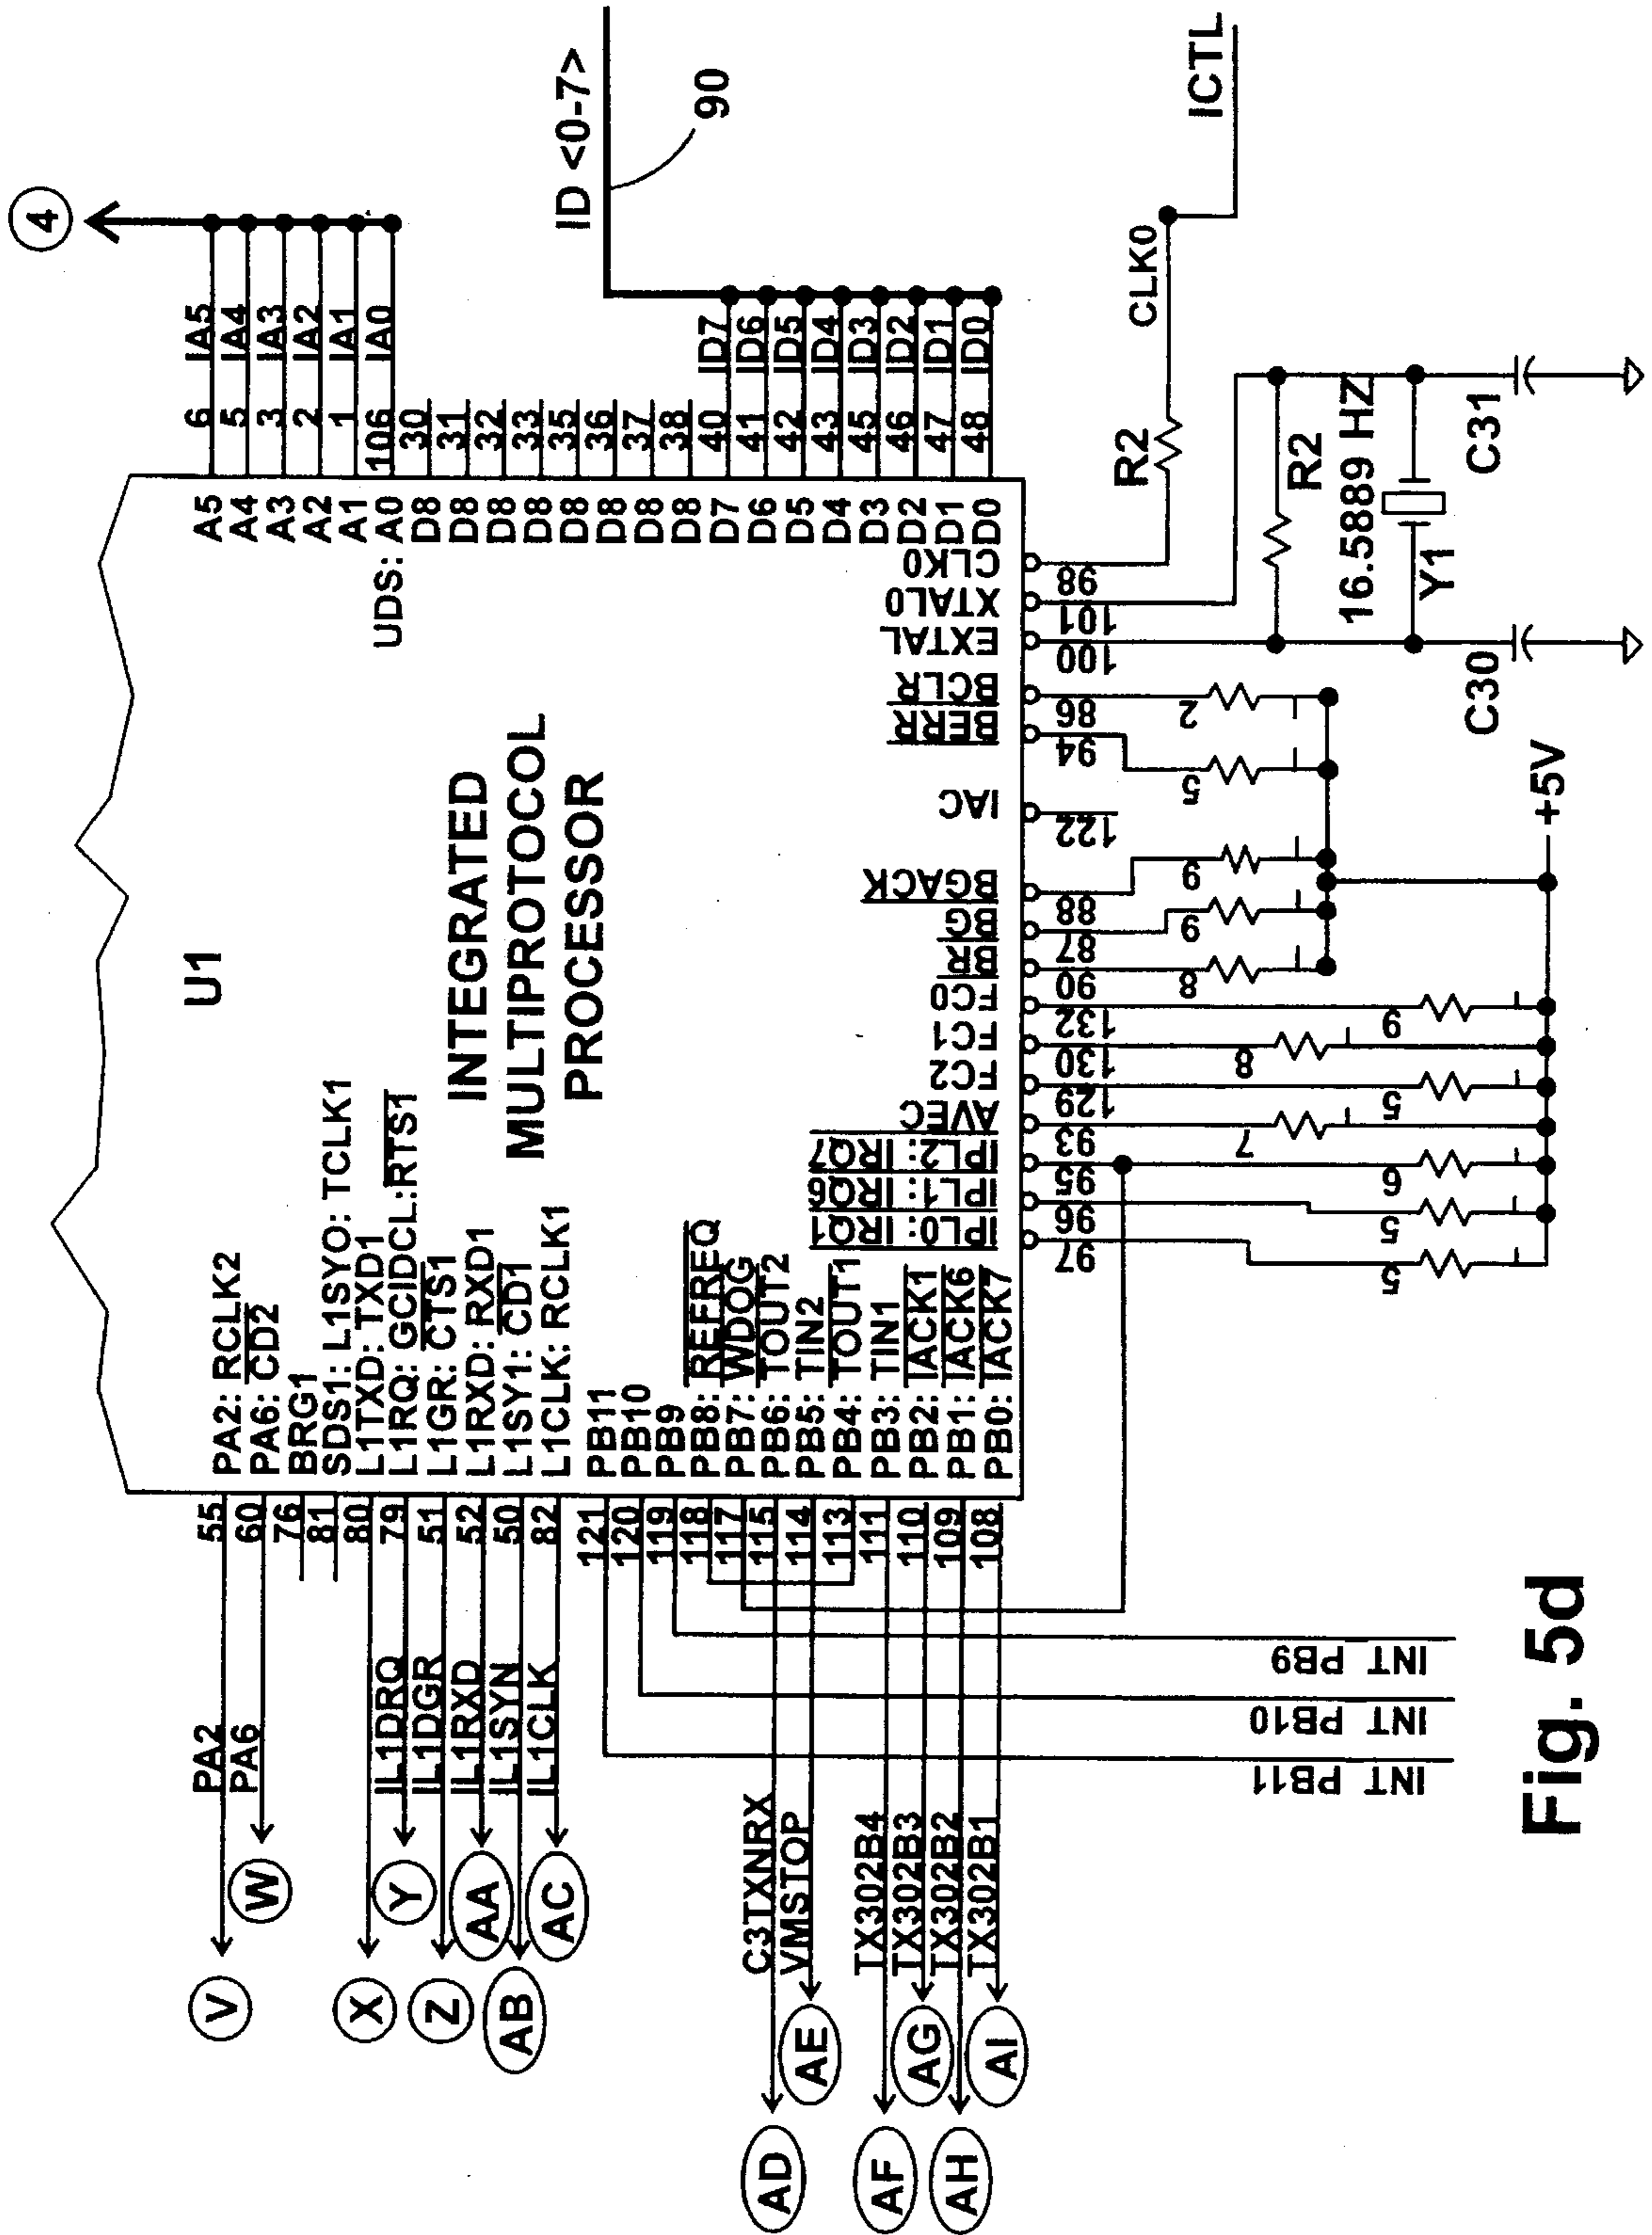 4
6 IA5
5 IA4
3 IA3
2 IA2
1 IA1
106 IA0
30
31
32
33
35
36
37
38
40 ID7
41 ID6
42 ID5
43 ID4
45 ID3
46 ID2
47 ID1
48 ID0
ID <0-7>
90
A5
A4
A3
A2
A1
UDS: A0
D8
D8
D8
D8
D8
D8
D8
D8
D7
D6
D5
D4
D3
D2
D1
D0
U1
INTEGRATED
MULTIPROTOCOL
PROCESSOR
PA2: RCLK2
PA6: CD2
BRG1
SDS1: L1SYO: TCLK1
L1TXD: TXD1
L1RQ: GCIDCL: RTS1
L1GR: CTS1
L1RXD: RXD1
L1SY1: CD1
L1CLK: RCLK1
PB11
PB10
PB9
PB8: REFREQ
PB7: WDOG
PB6: TOUT2
PB5: TIN2
PB4: TOUT1
PB3: TIN1
PB2: IACK1
PB1: IACK6
PB0: IACK7
55
60
76
81
80
79
51
52
50
82
121
120
119
118
117
115
114
113
111
110
109
108
PA2
PA6
IL1DRQ
IL1DGR
IL1RXD
IL1SYN
IL1CLK
C3TXNRX
VMSTOP
TX302B4
TX302B3
TX302B2
TX302B1
V
W
X
Y
Z
AA
AB
AC
AD
AE
AF
AG
AH
AI
IPL0: IRQ1
IPL1: IRQ6
IPL2: IRQ7
AVEC
FC2
FC1
FC0
BR
BG
BGACK
IAC
BERR
BCLR
EXTAL
XTAL0
CLK0
97
96
95
93
129
130
132
90
87
88
122
94
86
100
101
98
5
5
6
7
5
8
9
8
9
9
5
2
+5V
R2
CLK0
ICTL
R2
16.5889 HZ
Y1
C30
C31
INT PB9
INT PB10
INT PB11
Fig. 5d